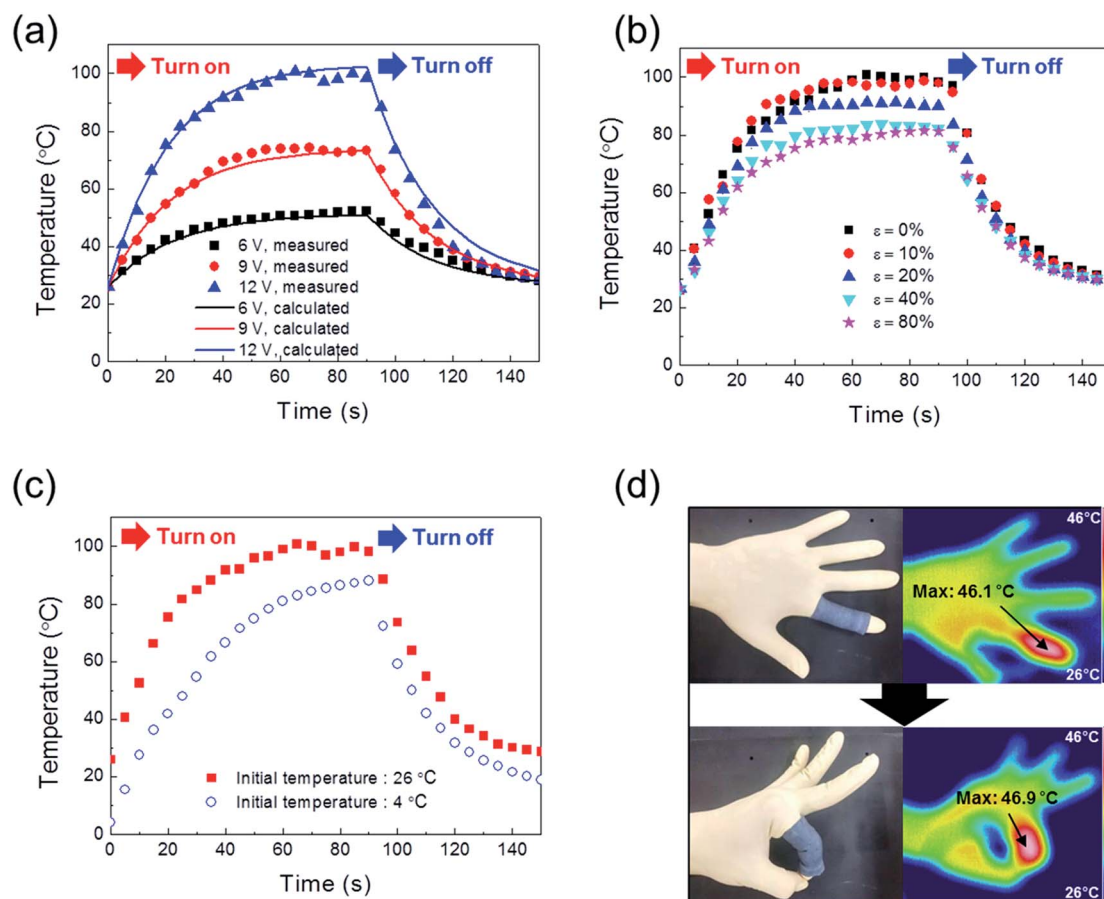 (a)
Turn on
Turn off
Temperature (°C)
100
80
60
40
20
0
6 V, measured
9 V, measured
12 V, measured
6 V, calculated
9 V, calculated
12 V, calculated
0 20 40 60 80 100 120 140
Time (s)
(b)
Turn on
Turn off
Temperature (°C)
100
80
60
40
20
0
ε = 0%
ε = 10%
ε = 20%
ε = 40%
ε = 80%
0 20 40 60 80 100 120 140
Time (s)
(c)
Turn on
Turn off
Temperature (°C)
100
80
60
40
20
0
Initial temperature : 26 °C
Initial temperature : 4 °C
0 20 40 60 80 100 120 140
Time (s)
(d)
46°C
Max: 46.1 °C
26°C
46°C
Max: 46.9 °C
26°C